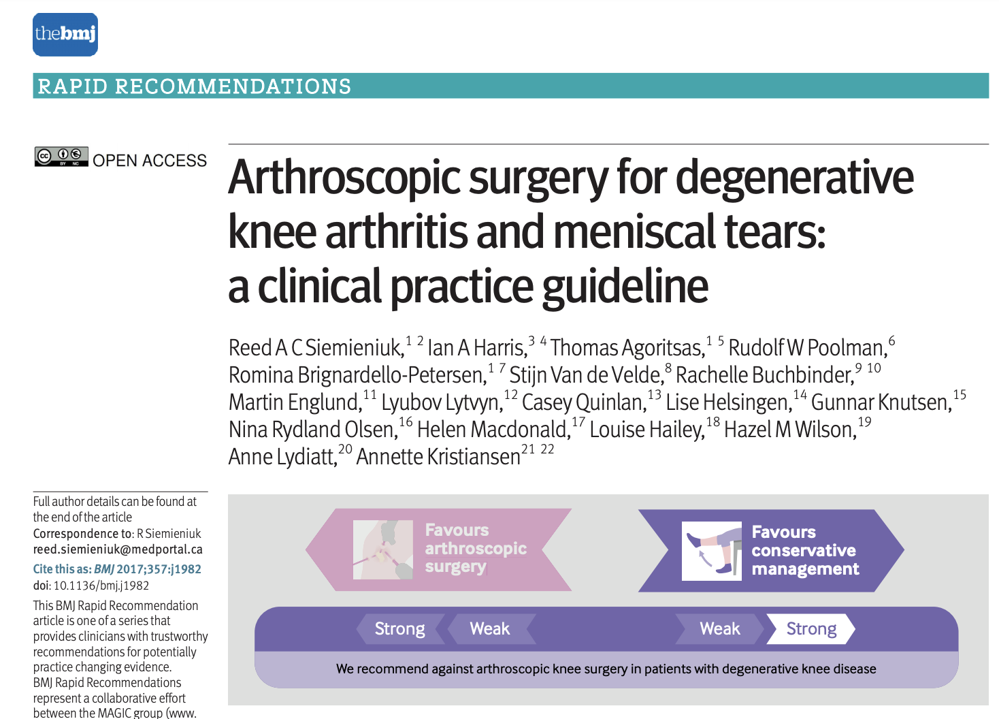 thebmj
RAPID RECOMMENDATIONS
cc BY NC OPEN ACCESS
Arthroscopic surgery for degenerative
knee arthritis and meniscal tears:
a clinical practice guideline
Reed A C Siemieniuk,1 2 Ian A Harris,3 4 Thomas Agoritsas,1 5 Rudolf W Poolman,6
Romina Brignardello-Petersen,1 7 Stijn Van de Velde,8 Rachelle Buchbinder,9 10
Martin Englund,11 Lyubov Lytvyn,12 Casey Quinlan,13 Lise Helsingen,14 Gunnar Knutsen,15
Nina Rydland Olsen,16 Helen Macdonald,17 Louise Hailey,18 Hazel M Wilson,19
Anne Lydiatt,20 Annette Kristiansen21 22
Full author details can be found at
the end of the article
Correspondence to: R Siemieniuk
reed.siemieniuk@medportal.ca
Cite this as: BMJ 2017;357:j1982
doi: 10.1136/bmj.j1982
This BMJ Rapid Recommendation
article is one of a series that
provides clinicians with trustworthy
recommendations for potentially
practice changing evidence.
BMJ Rapid Recommendations
represent a collaborative effort
between the MAGIC group (www.
Favours
arthroscopic
surgery
Favours
conservative
management
Strong Weak Weak Strong
We recommend against arthroscopic knee surgery in patients with degenerative knee disease